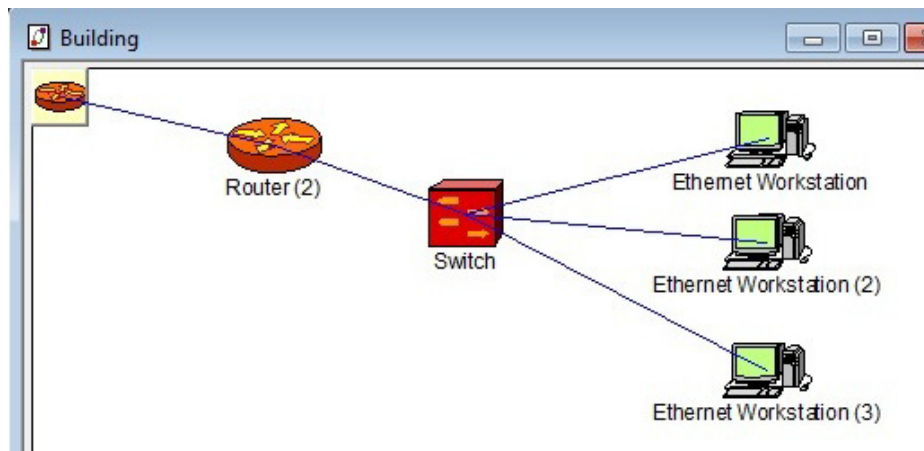 Building
Router (2)
Switch
Ethernet Workstation
Ethernet Workstation (2)
Ethernet Workstation (3)